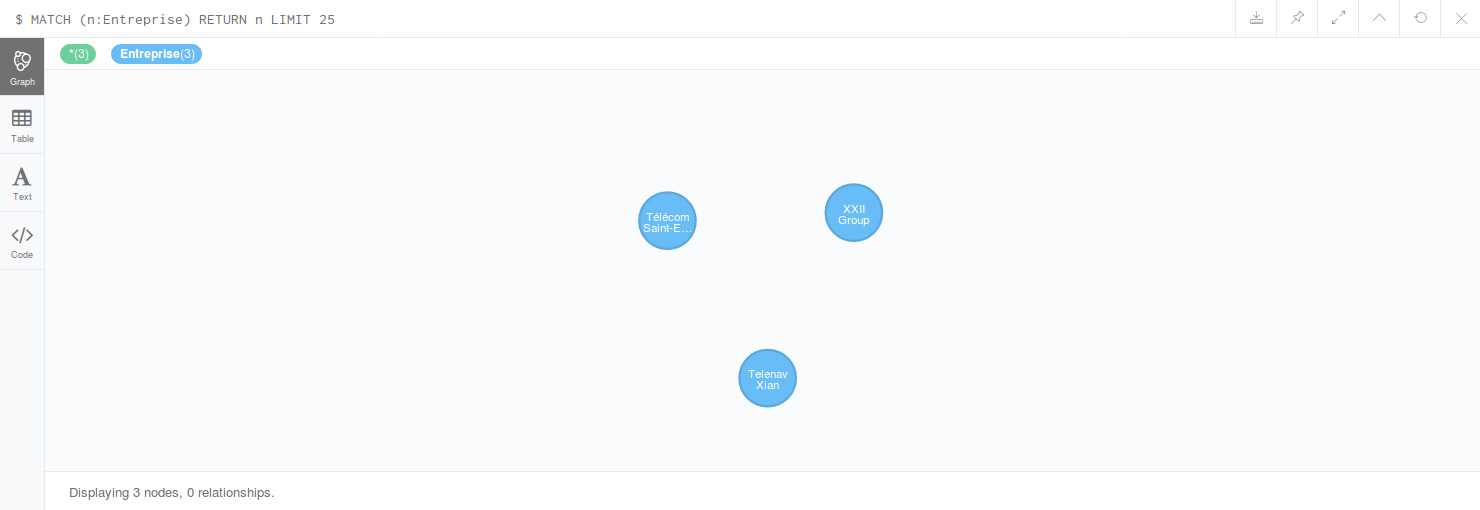 $ MATCH (n:Entreprise) RETURN n LIMIT 25
*(3) Entreprise(3)
Graph
Table
Text
Code
Télécom
Saint-E...
XXII
Group
Telenav
Xian
Displaying 3 nodes, 0 relationships.